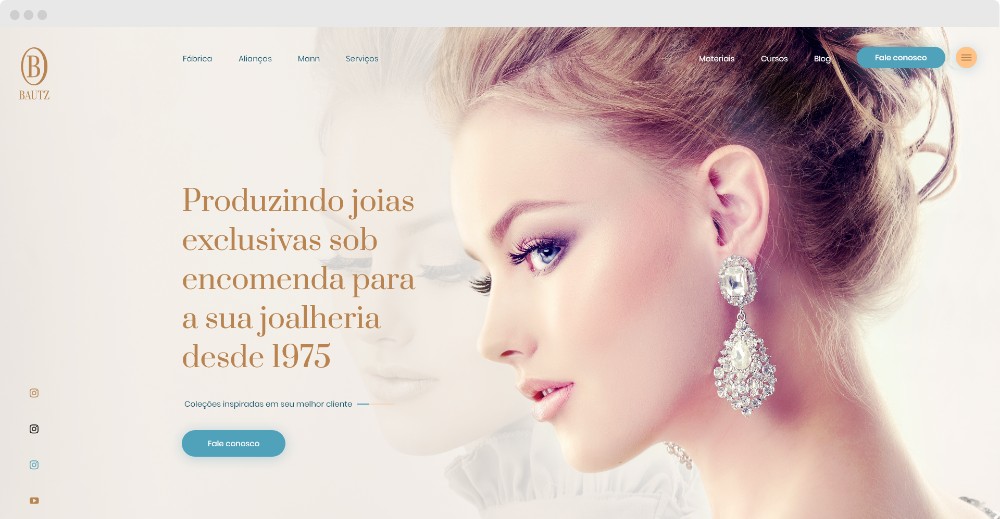 B
BAUTZ
Fábrica Alianças Mann Serviços
Materiais Cursos Blog Fale conosco
Produzindo joias
exclusivas sob
encomenda para
a sua joalheria
desde 1975
Coleções inspiradas em seu melhor cliente
Fale conosco